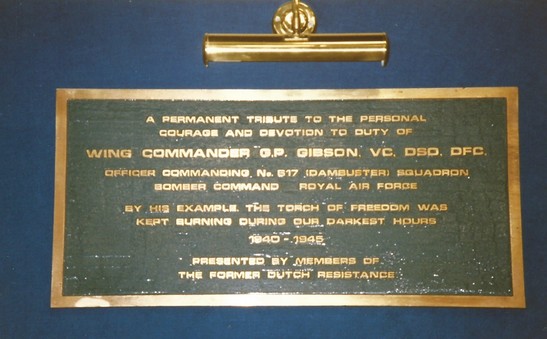 A PERMANENT TRIBUTE TO THE PERSONAL
COURAGE AND DEVOTION TO DUTY OF
WING COMMANDER G.P. GIBSON, VC, DSO, DFC,
OFFICER COMMANDING No. 617 (DAMBUSTER) SQUADRON
BOMBER COMMAND ROYAL AIR FORCE
BY HIS EXAMPLE, THE TORCH OF FREEDOM WAS
KEPT BURNING DURING OUR DARKEST HOURS
1940 - 1945
PRESENTED BY MEMBERS OF
THE FORMER DUTCH RESISTANCE